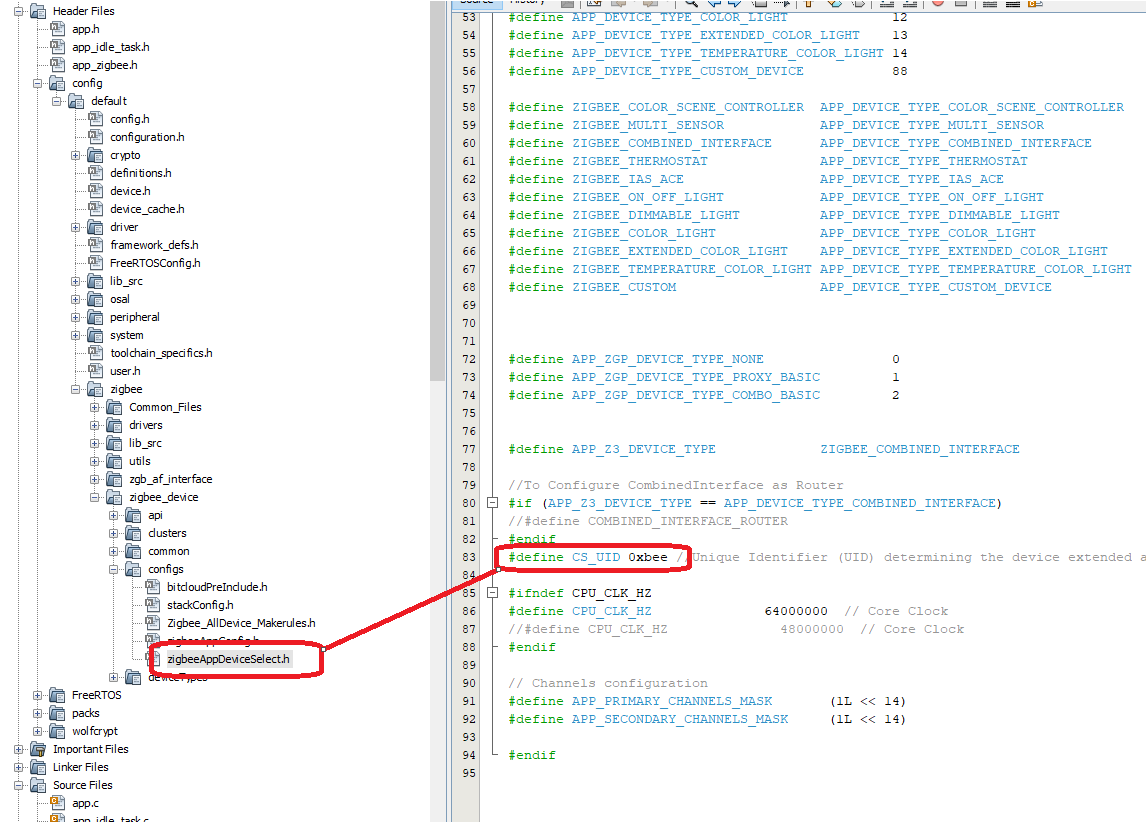 Header Files
app.h
app_idle_task.h
app_zigbee.h
config
default
config.h
configuration.h
crypto
definitions.h
device.h
device_cache.h
driver
framework_defs.h
FreeRTOSConfig.h
lib_src
osal
peripheral
system
toolchain_specifics.h
user.h
zigbee
Common_Files
drivers
lib_src
utils
zgb_af_interface
zigbee_device
api
clusters
common
configs
bitcloudPreInclude.h
stackConfig.h
Zigbee_AllDevice_Makerules.h
zigbeeAppConfig.h
zigbeeAppDeviceSelect.h
deviceTypes
FreeRTOS
packs
wolfcrypt
Important Files
Linker Files
Source Files
app.c
app_idle_task.c
Source History
53 #define APP_DEVICE_TYPE_COLOR_LIGHT 12
54 #define APP_DEVICE_TYPE_EXTENDED_COLOR_LIGHT 13
55 #define APP_DEVICE_TYPE_TEMPERATURE_COLOR_LIGHT 14
56 #define APP_DEVICE_TYPE_CUSTOM_DEVICE 88
57
58 #define ZIGBEE_COLOR_SCENE_CONTROLLER APP_DEVICE_TYPE_COLOR_SCENE_CONTROLLER
59 #define ZIGBEE_MULTI_SENSOR APP_DEVICE_TYPE_MULTI_SENSOR
60 #define ZIGBEE_COMBINED_INTERFACE APP_DEVICE_TYPE_COMBINED_INTERFACE
61 #define ZIGBEE_THERMOSTAT APP_DEVICE_TYPE_THERMOSTAT
62 #define ZIGBEE_IAS_ACE APP_DEVICE_TYPE_IAS_ACE
63 #define ZIGBEE_ON_OFF_LIGHT APP_DEVICE_TYPE_ON_OFF_LIGHT
64 #define ZIGBEE_DIMMABLE_LIGHT APP_DEVICE_TYPE_DIMMABLE_LIGHT
65 #define ZIGBEE_COLOR_LIGHT APP_DEVICE_TYPE_COLOR_LIGHT
66 #define ZIGBEE_EXTENDED_COLOR_LIGHT APP_DEVICE_TYPE_EXTENDED_COLOR_LIGHT
67 #define ZIGBEE_TEMPERATURE_COLOR_LIGHT APP_DEVICE_TYPE_TEMPERATURE_COLOR_LIGHT
68 #define ZIGBEE_CUSTOM APP_DEVICE_TYPE_CUSTOM_DEVICE
69
70
71
72 #define APP_ZGP_DEVICE_TYPE_NONE 0
73 #define APP_ZGP_DEVICE_TYPE_PROXY_BASIC 1
74 #define APP_ZGP_DEVICE_TYPE_COMBO_BASIC 2
75
76
77 #define APP_Z3_DEVICE_TYPE ZIGBEE_COMBINED_INTERFACE
78
79 //To Configure CombinedInterface as Router
80 #if (APP_Z3_DEVICE_TYPE == APP_DEVICE_TYPE_COMBINED_INTERFACE)
81 //#define COMBINED_INTERFACE_ROUTER
82 #endif
83 #define CS_UID 0xbee //Unique Identifier (UID) determining the device extended a
84
85 #ifndef CPU_CLK_HZ
86 #define CPU_CLK_HZ 64000000 // Core Clock
87 //#define CPU_CLK_HZ 48000000 // Core Clock
88 #endif
89
90 // Channels configuration
91 #define APP_PRIMARY_CHANNELS_MASK (1L << 14)
92 #define APP_SECONDARY_CHANNELS_MASK (1L << 14)
93
94 #endif
95